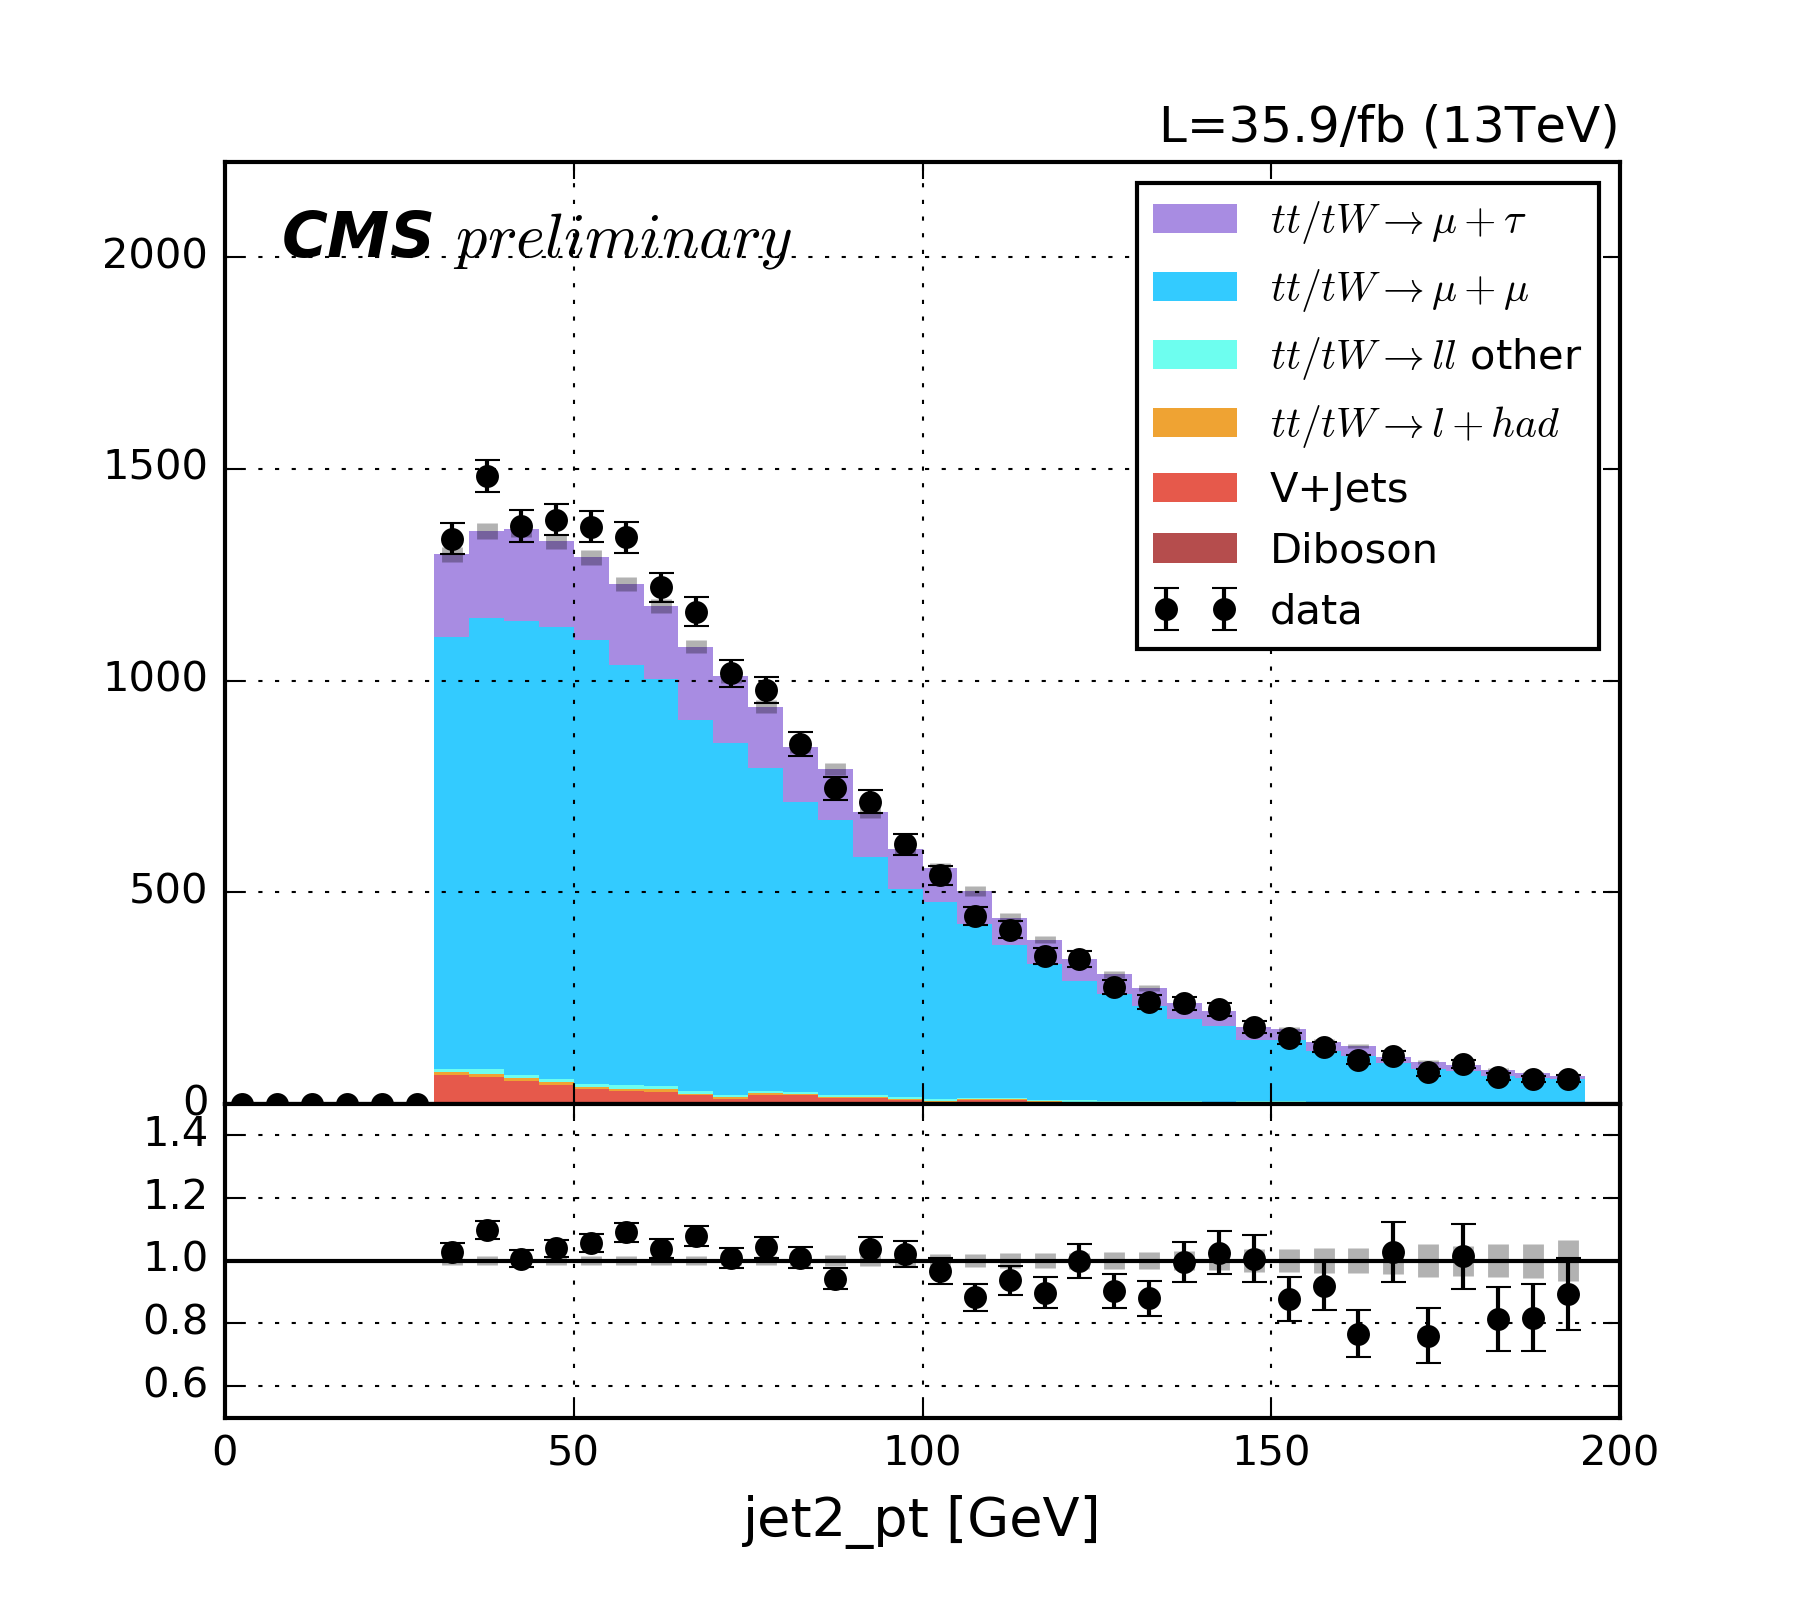 L=35.9/fb (13TeV)
CMS preliminary
2000
1500
1000
500
0
tt/tW→μ+τ
tt/tW→μ+μ
tt/tW→ll other
tt/tW→l+had
V+Jets
Diboson
data
1.4
1.2
1.0
0.8
0.6
0 50 100 150 200
jet2_pt [GeV]